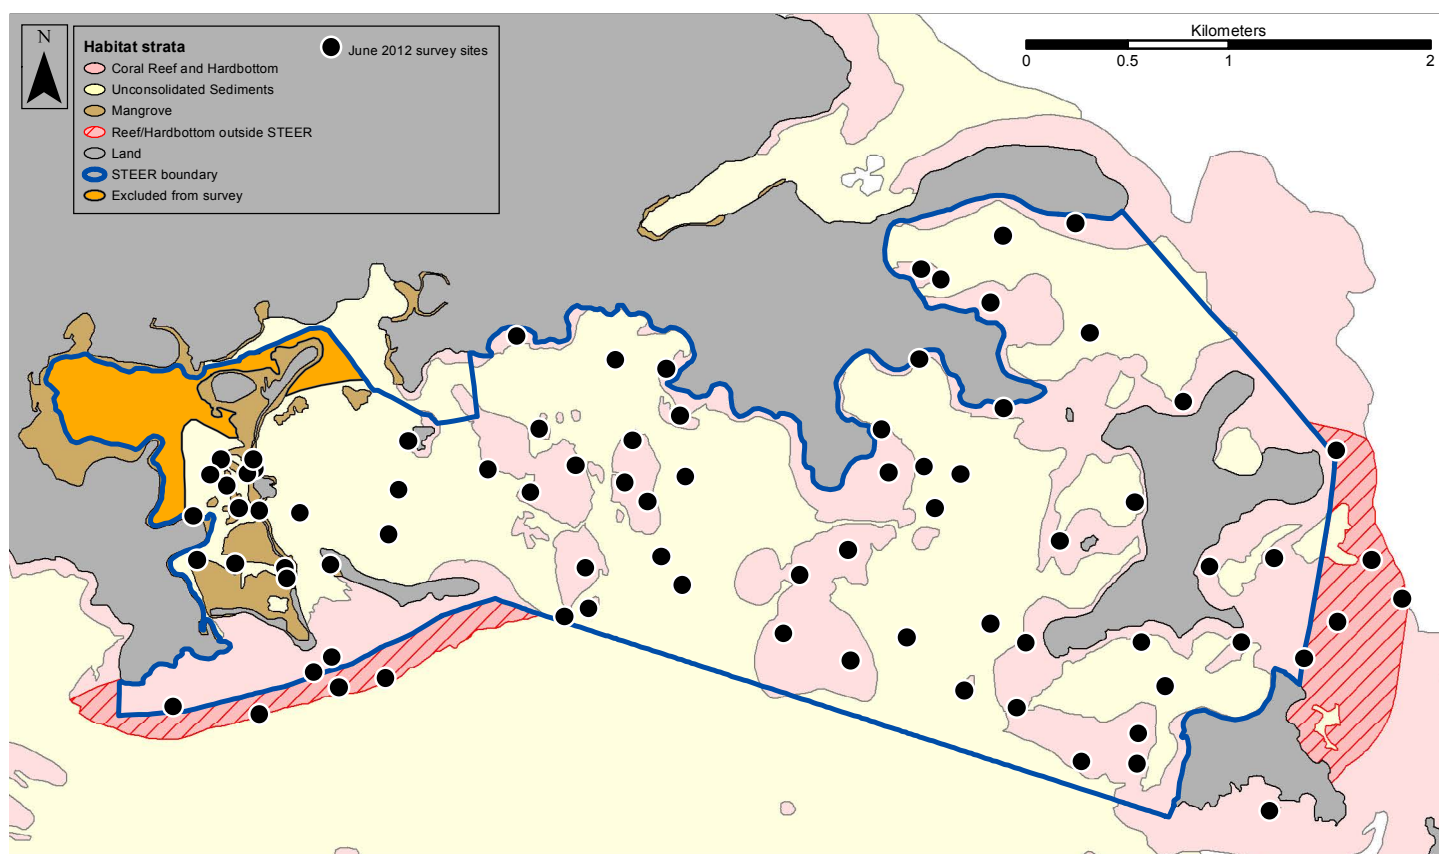 N
Habitat strata
June 2012 survey sites
Coral Reef and Hardbottom
Unconsolidated Sediments
Mangrove
Reef/Hardbottom outside STEER
Land
STEER boundary
Excluded from survey
Kilometers
0 0.5 1 2